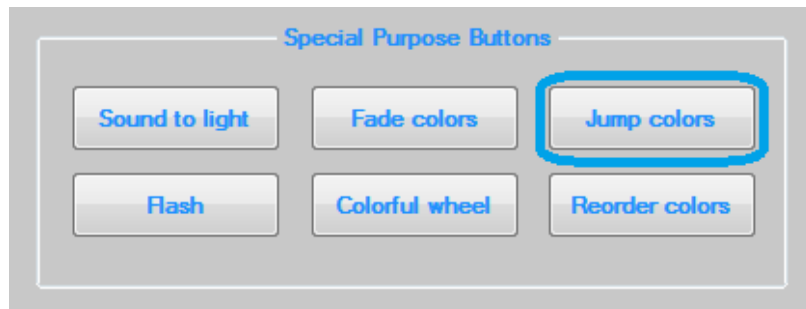 Special Purpose Buttons
Sound to light
Fade colors
Jump colors
Flash
Colorful wheel
Reorder colors